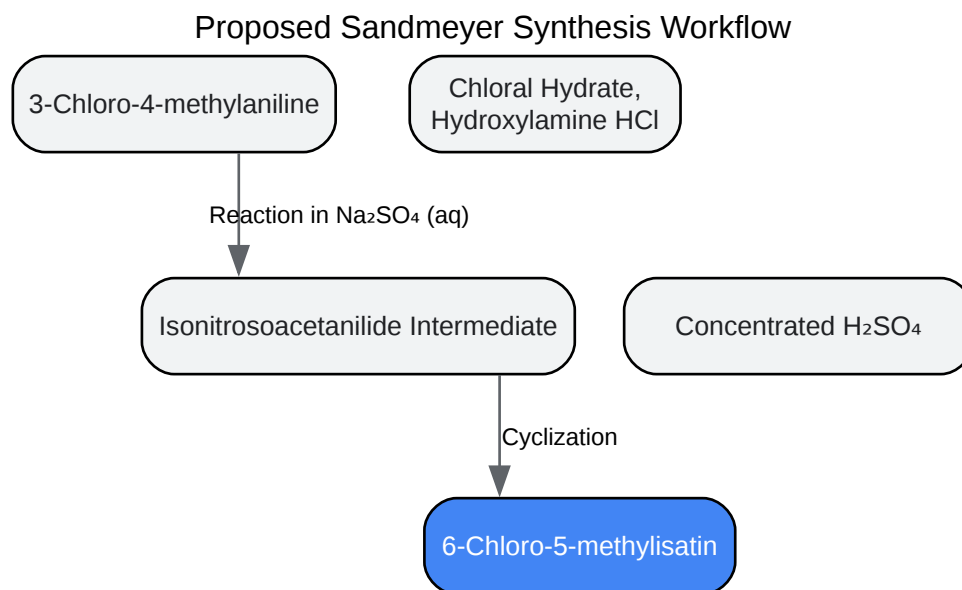 Proposed Sandmeyer Synthesis Workflow
3-Chloro-4-methylaniline
Chloral Hydrate,
Hydroxylamine HCl
Reaction in Na₂SO₄ (aq)
Isonitrosoacetanilide Intermediate
Concentrated H₂SO₄
Cyclization
6-Chloro-5-methylisatin